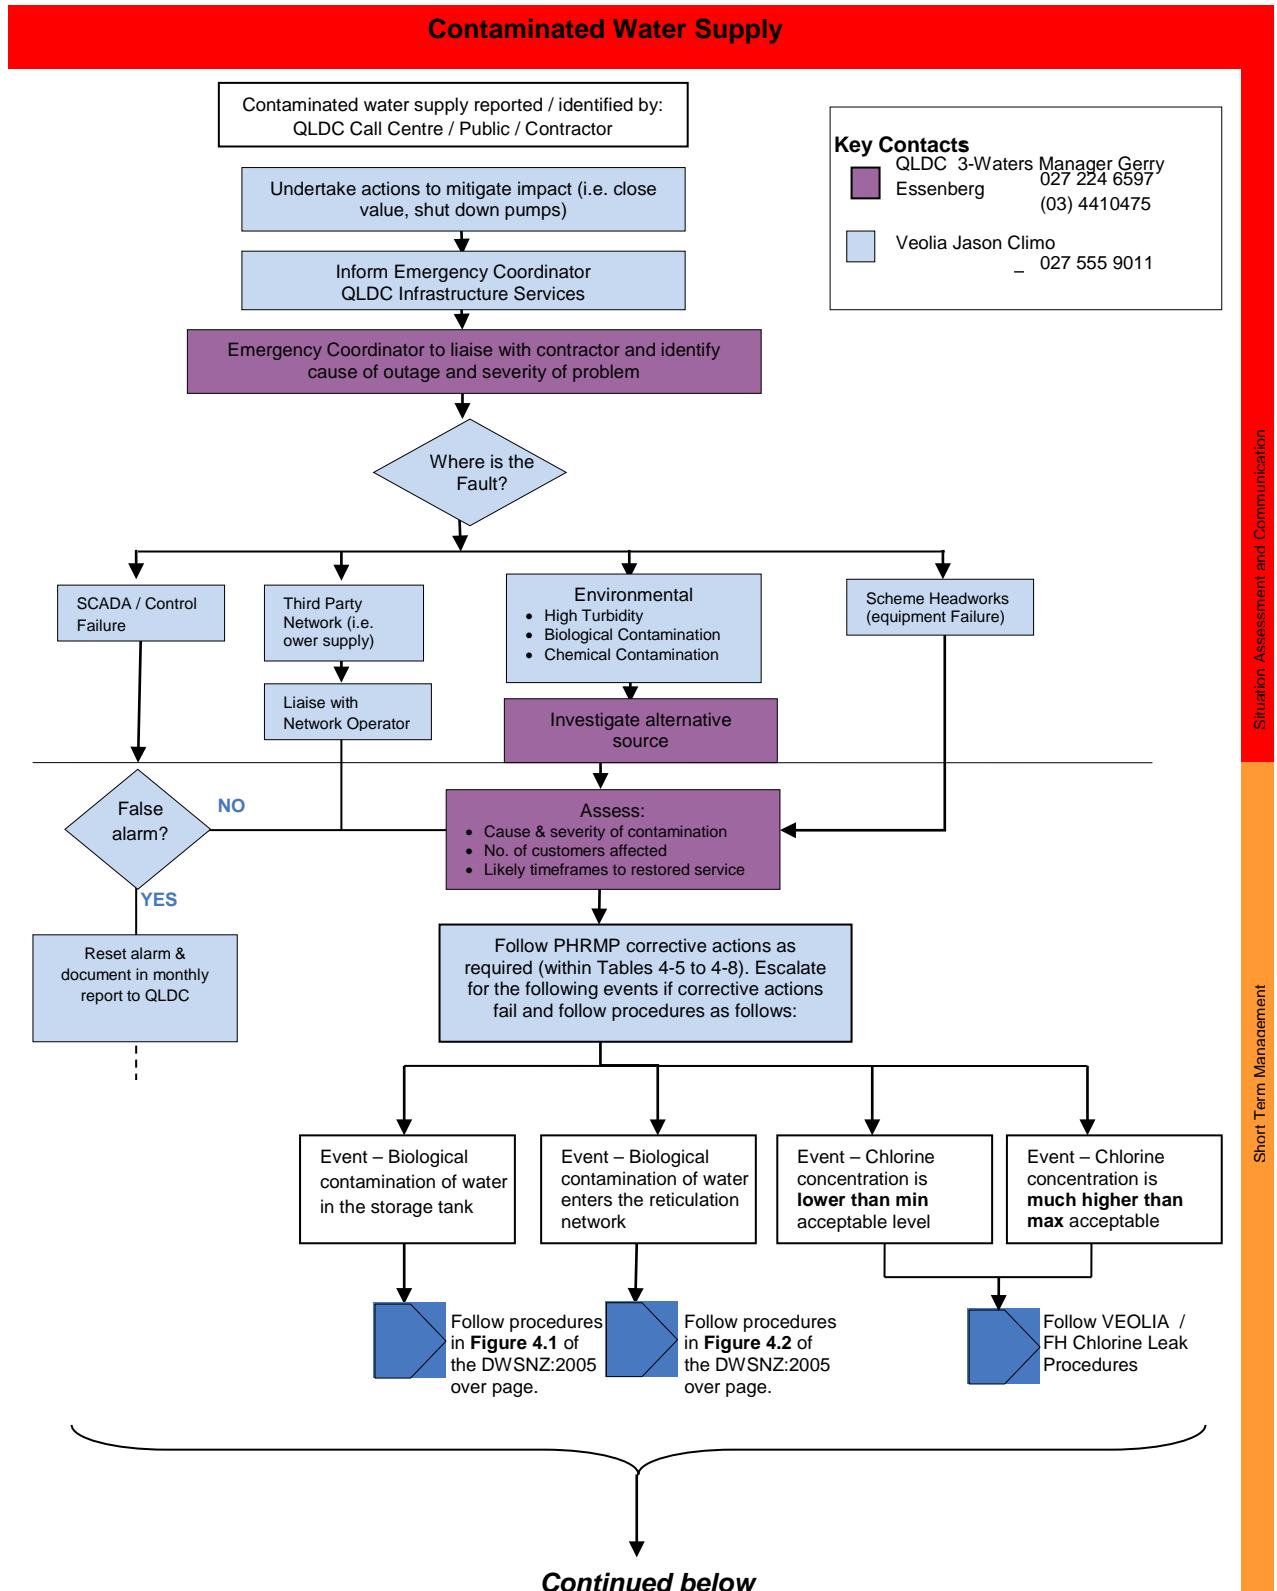 Contaminated Water Supply
Contaminated water supply reported / identified by:
QLDC Call Centre / Public / Contractor
Key Contacts
QLDC 3-Waters Manager Gerry
Essenberg
027 224 6597
(03) 4410475
Veolia Jason Climo
_ 027 555 9011
Undertake actions to mitigate impact (i.e. close
value, shut down pumps)
Inform Emergency Coordinator
QLDC Infrastructure Services
Emergency Coordinator to liaise with contractor and identify
cause of outage and severity of problem
Where is the
Fault?
SCADA / Control
Failure
Third Party
Network (i.e.
ower supply)
Environmental
• High Turbidity
• Biological Contamination
• Chemical Contamination
Scheme Headworks
(equipment Failure)
Liaise with
Network Operator
Investigate alternative
source
Situation Assessment and Communication
False
alarm?
NO
YES
Assess:
• Cause & severity of contamination
• No. of customers affected
• Likely timeframes to restored service
Reset alarm &
document in monthly
report to QLDC
Follow PHRMP corrective actions as
required (within Tables 4-5 to 4-8). Escalate
for the following events if corrective actions
fail and follow procedures as follows:
Short Term Management
Event – Biological
contamination of water
in the storage tank
Event – Biological
contamination of water
enters the reticulation
network
Event – Chlorine
concentration is
lower than min
acceptable level
Event – Chlorine
concentration is
much higher than
max acceptable
Follow procedures
in Figure 4.1 of
the DWSNZ:2005
over page.
Follow procedures
in Figure 4.2 of
the DWSNZ:2005
over page.
Follow VEOLIA /
FH Chlorine Leak
Procedures
Continued below